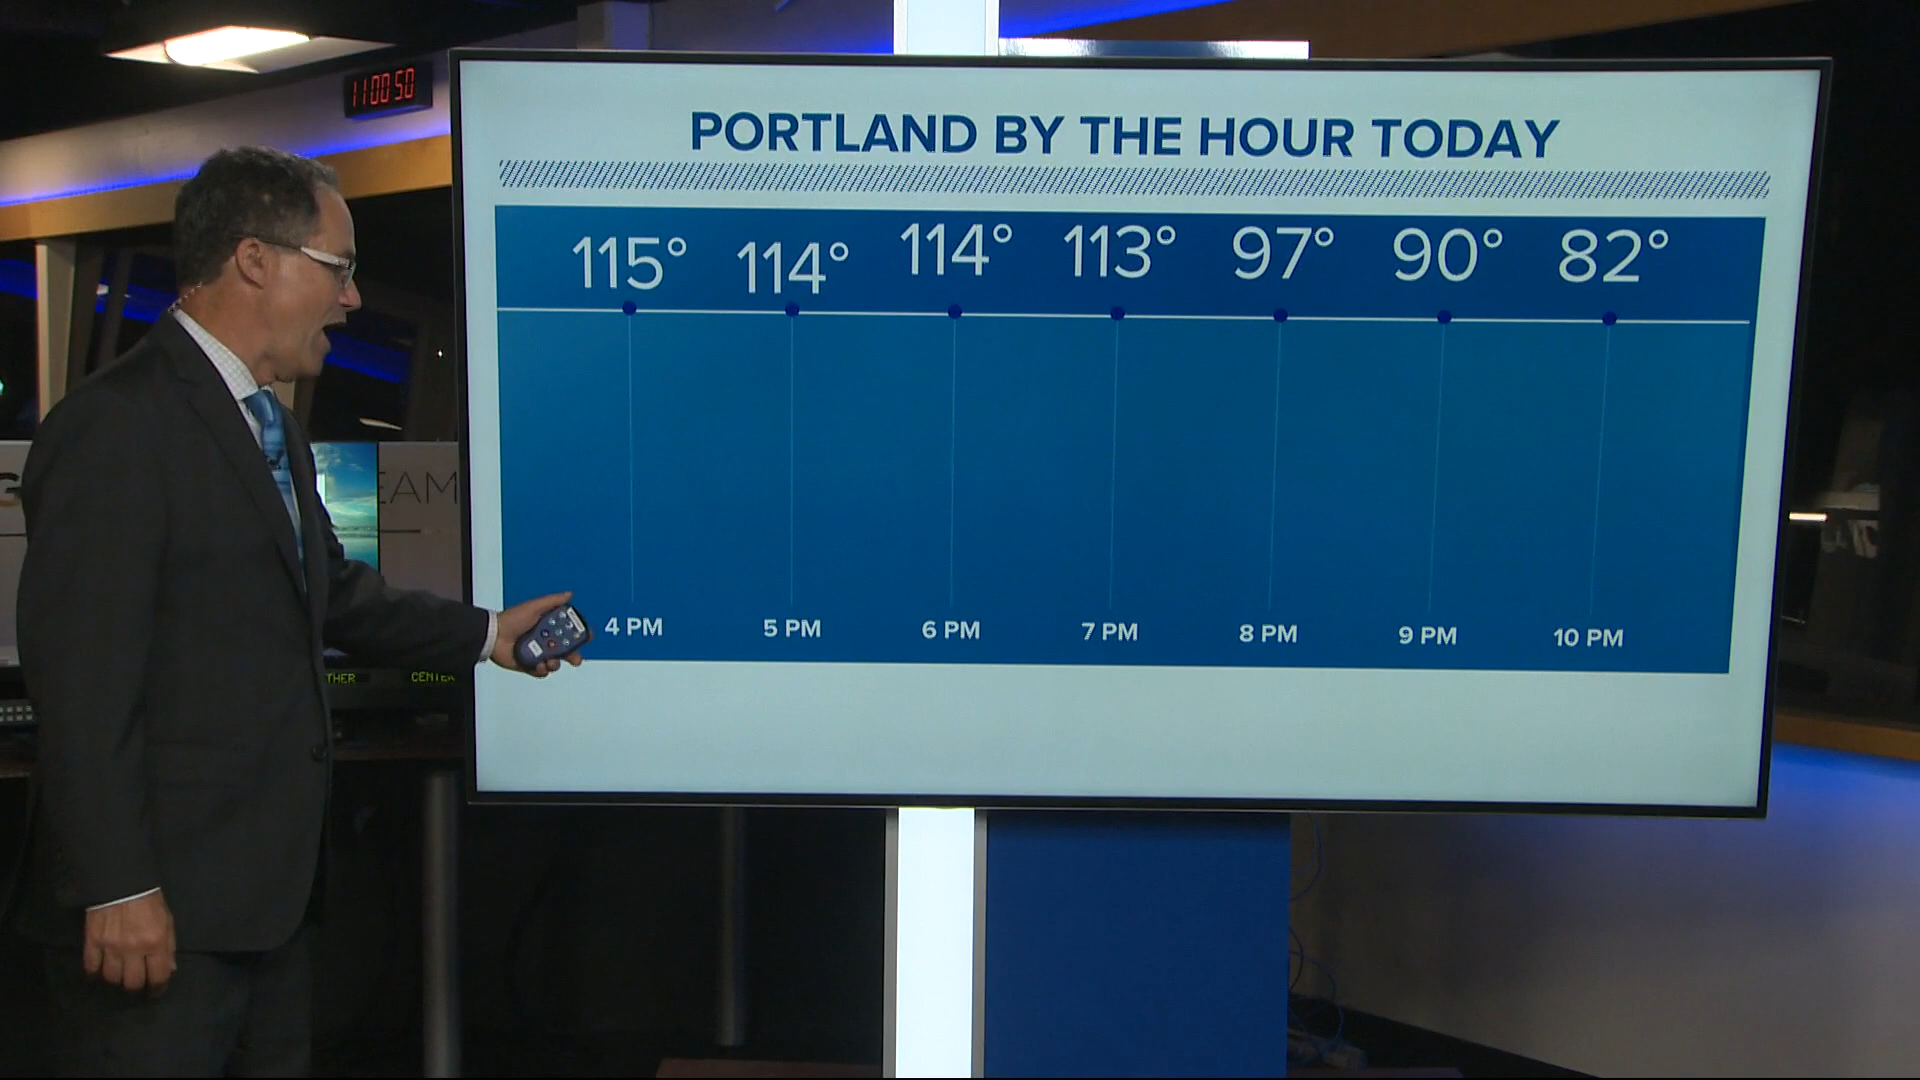 11:00 50
PORTLAND BY THE HOUR TODAY
115° 114° 114° 113° 97° 90° 82°
4 PM 5 PM 6 PM 7 PM 8 PM 9 PM 10 PM
G
EAM
THER CENTER